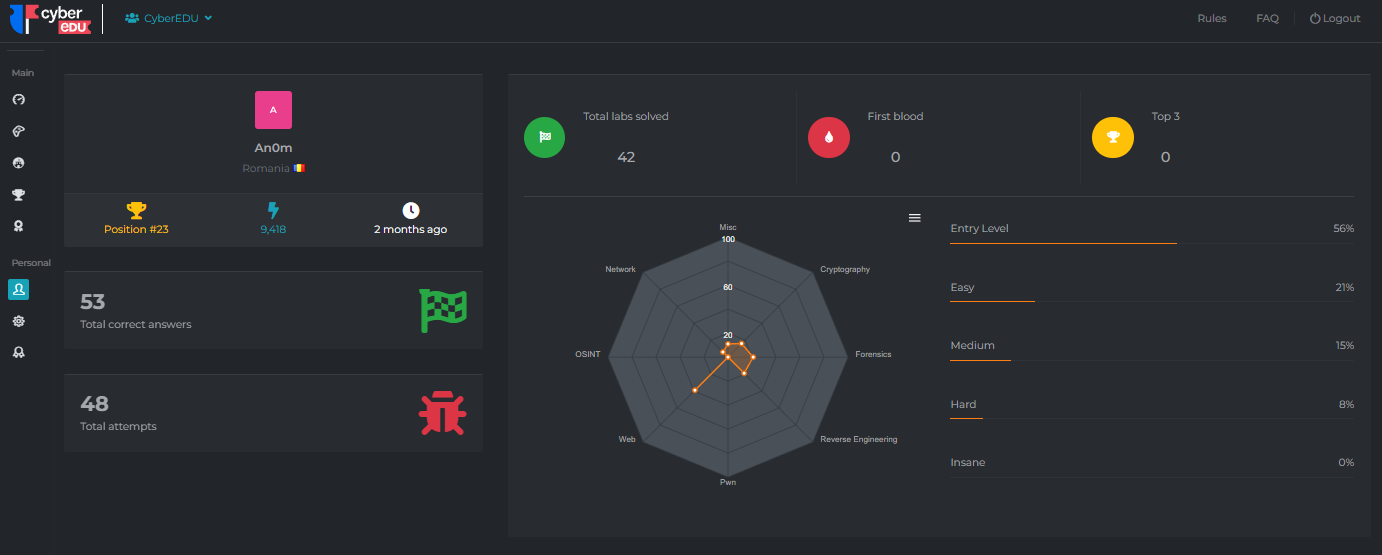 cyber
EDU
CyberEDU
Rules
FAQ
Logout
Main
Personal
A
An0m
Romania
Position #23
9,418
2 months ago
53
Total correct answers
48
Total attempts
Total labs solved
42
First blood
0
Top 3
0
Misc
100
Network
Cryptography
60
20
OSINT
Forensics
Web
Reverse Engineering
Pwn
Entry Level 56%
Easy 21%
Medium 15%
Hard 8%
Insane 0%